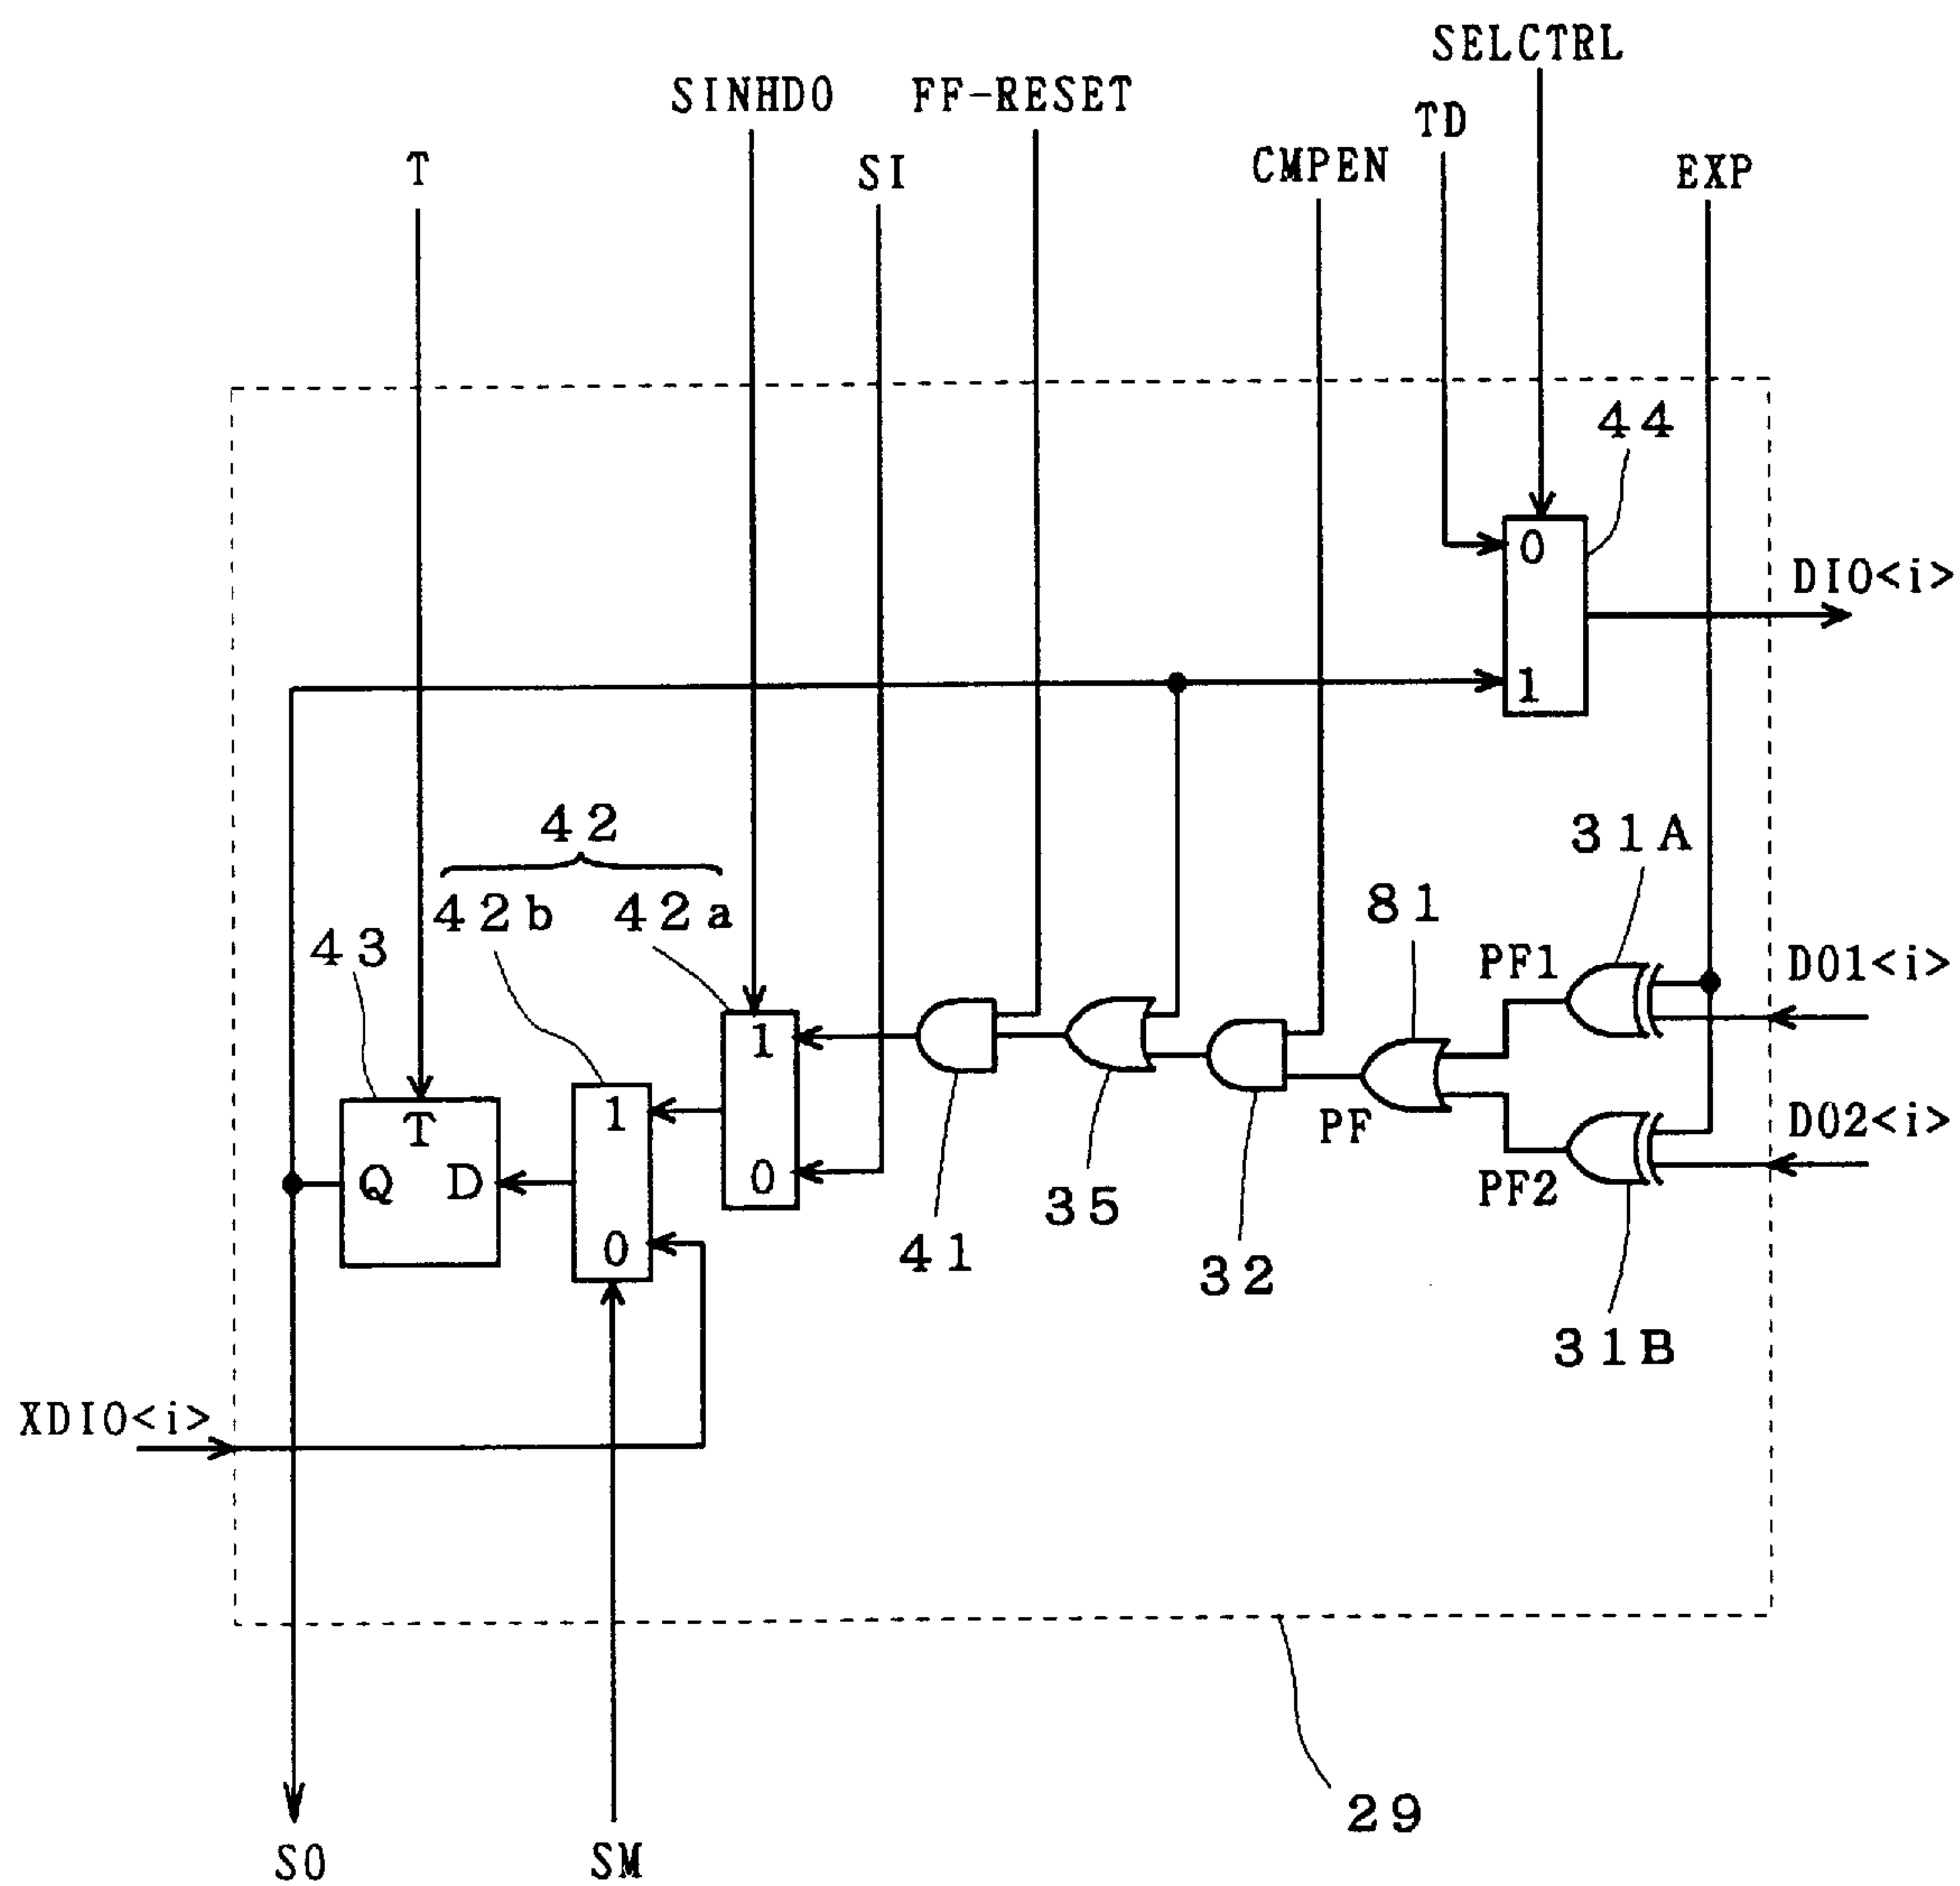 SELCTRL
SINHDO
FF-RESET
TD
T
SI
CMPEN
EXP
44
0
DIO<i>
1
42
31A
42b
42a
81
43
PF1
DO1<i>
1
1
T
PF
DO2<i>
Q
D
0
PF2
35
41
0
32
31B
XDIO<i>
29
SO
SM